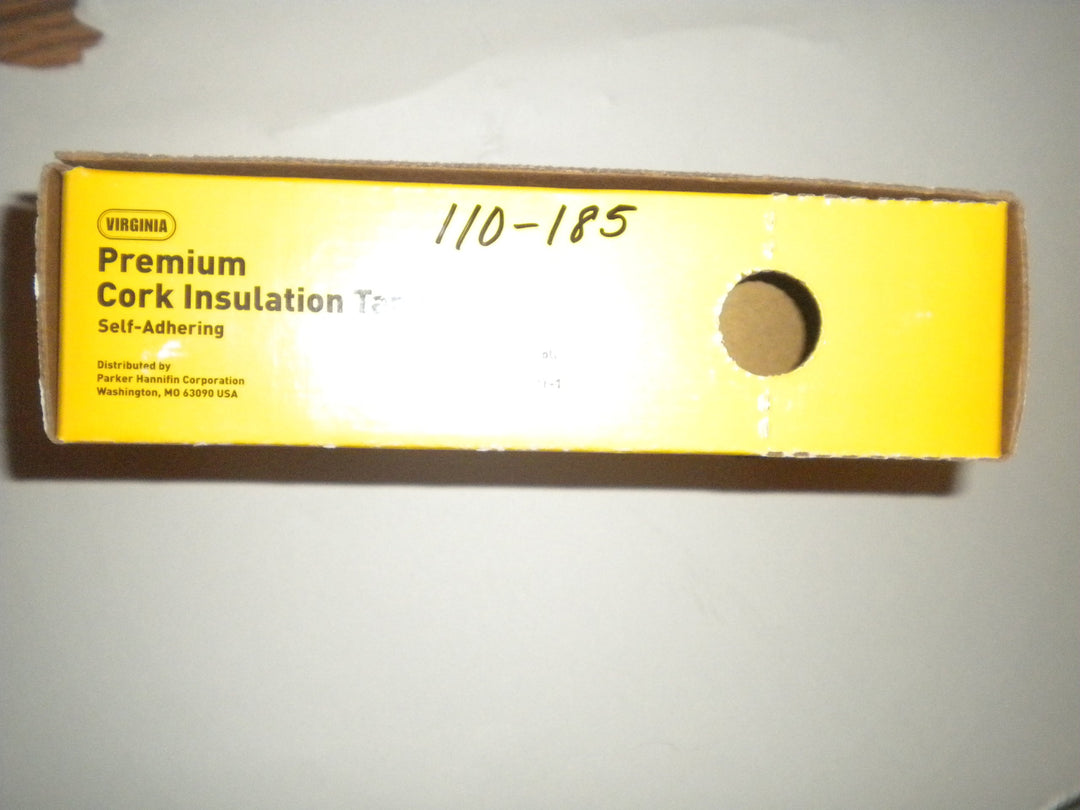 VIRGINIA
110-185
Premium
Cork Insulation
Self-Adhering
Distributed by
Parker Hannifin Corporation
Washington, MO 63090 USA